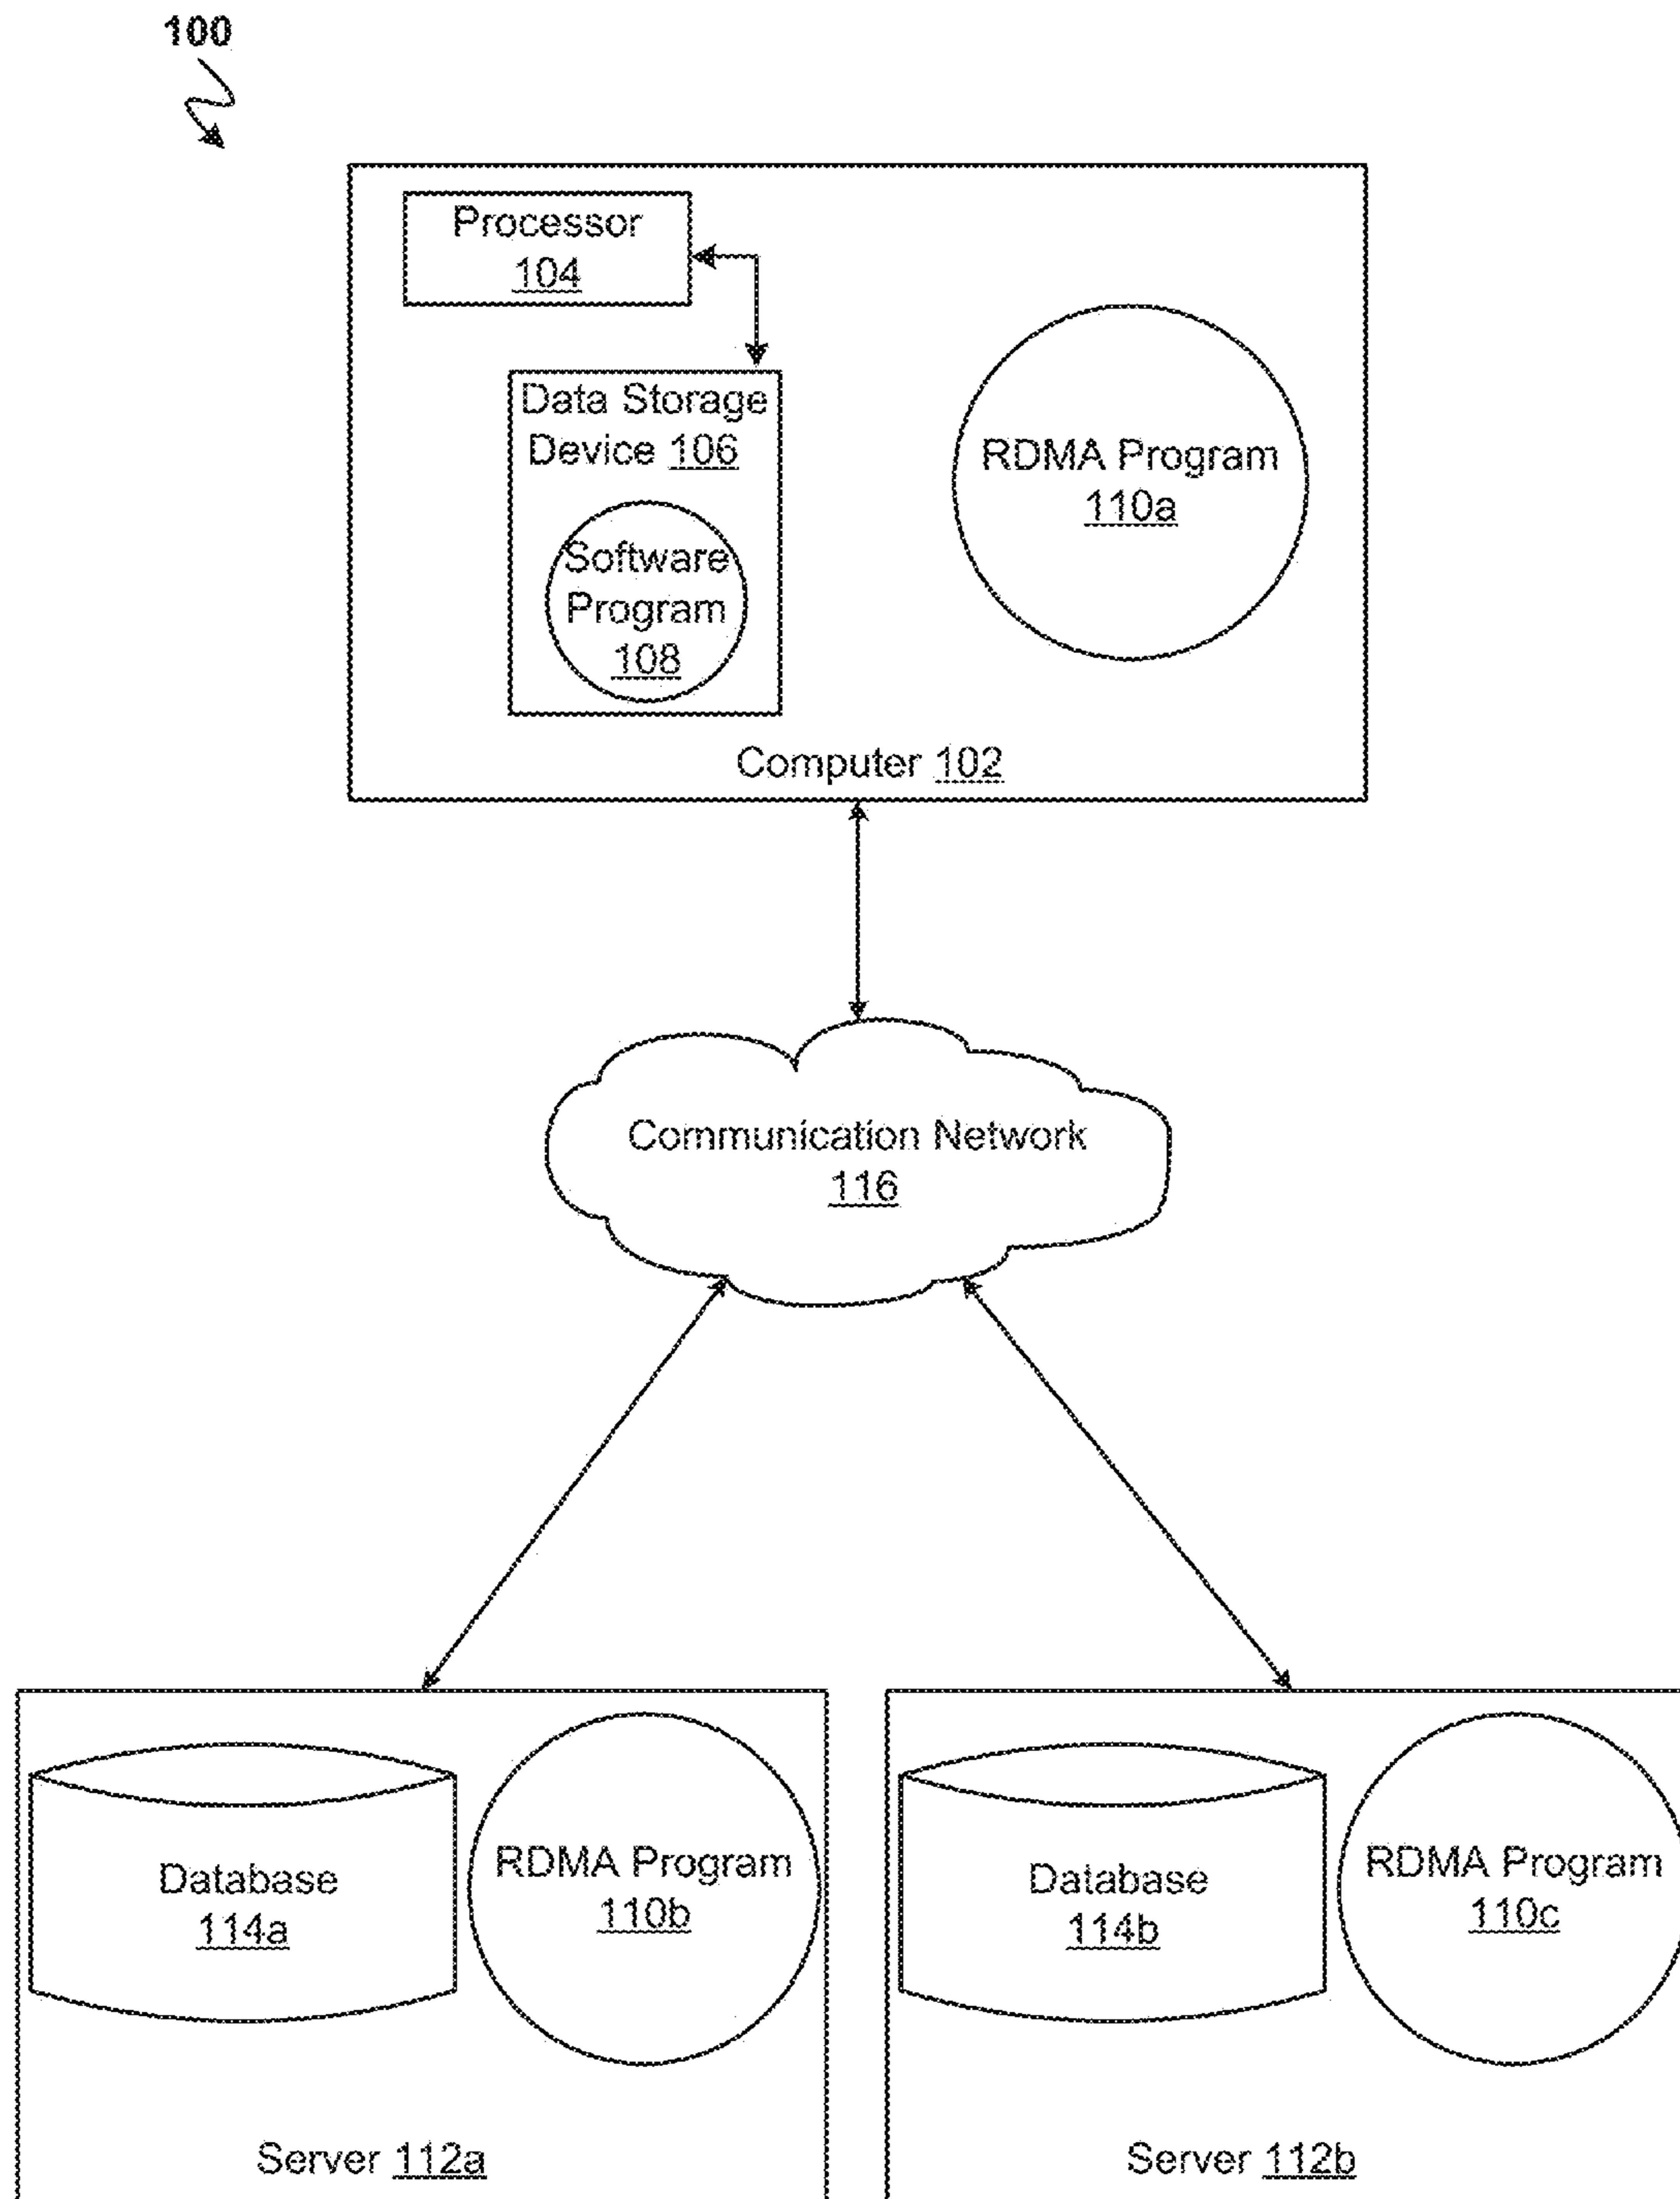 100
Processor
104
Data Storage
Device 106
Software
Program
108
RDMA Program
110a
Computer 102
Communication Network
116
Database
114a
RDMA Program
110b
Server 112a
Database
114b
RDMA Program
110c
Server 112b